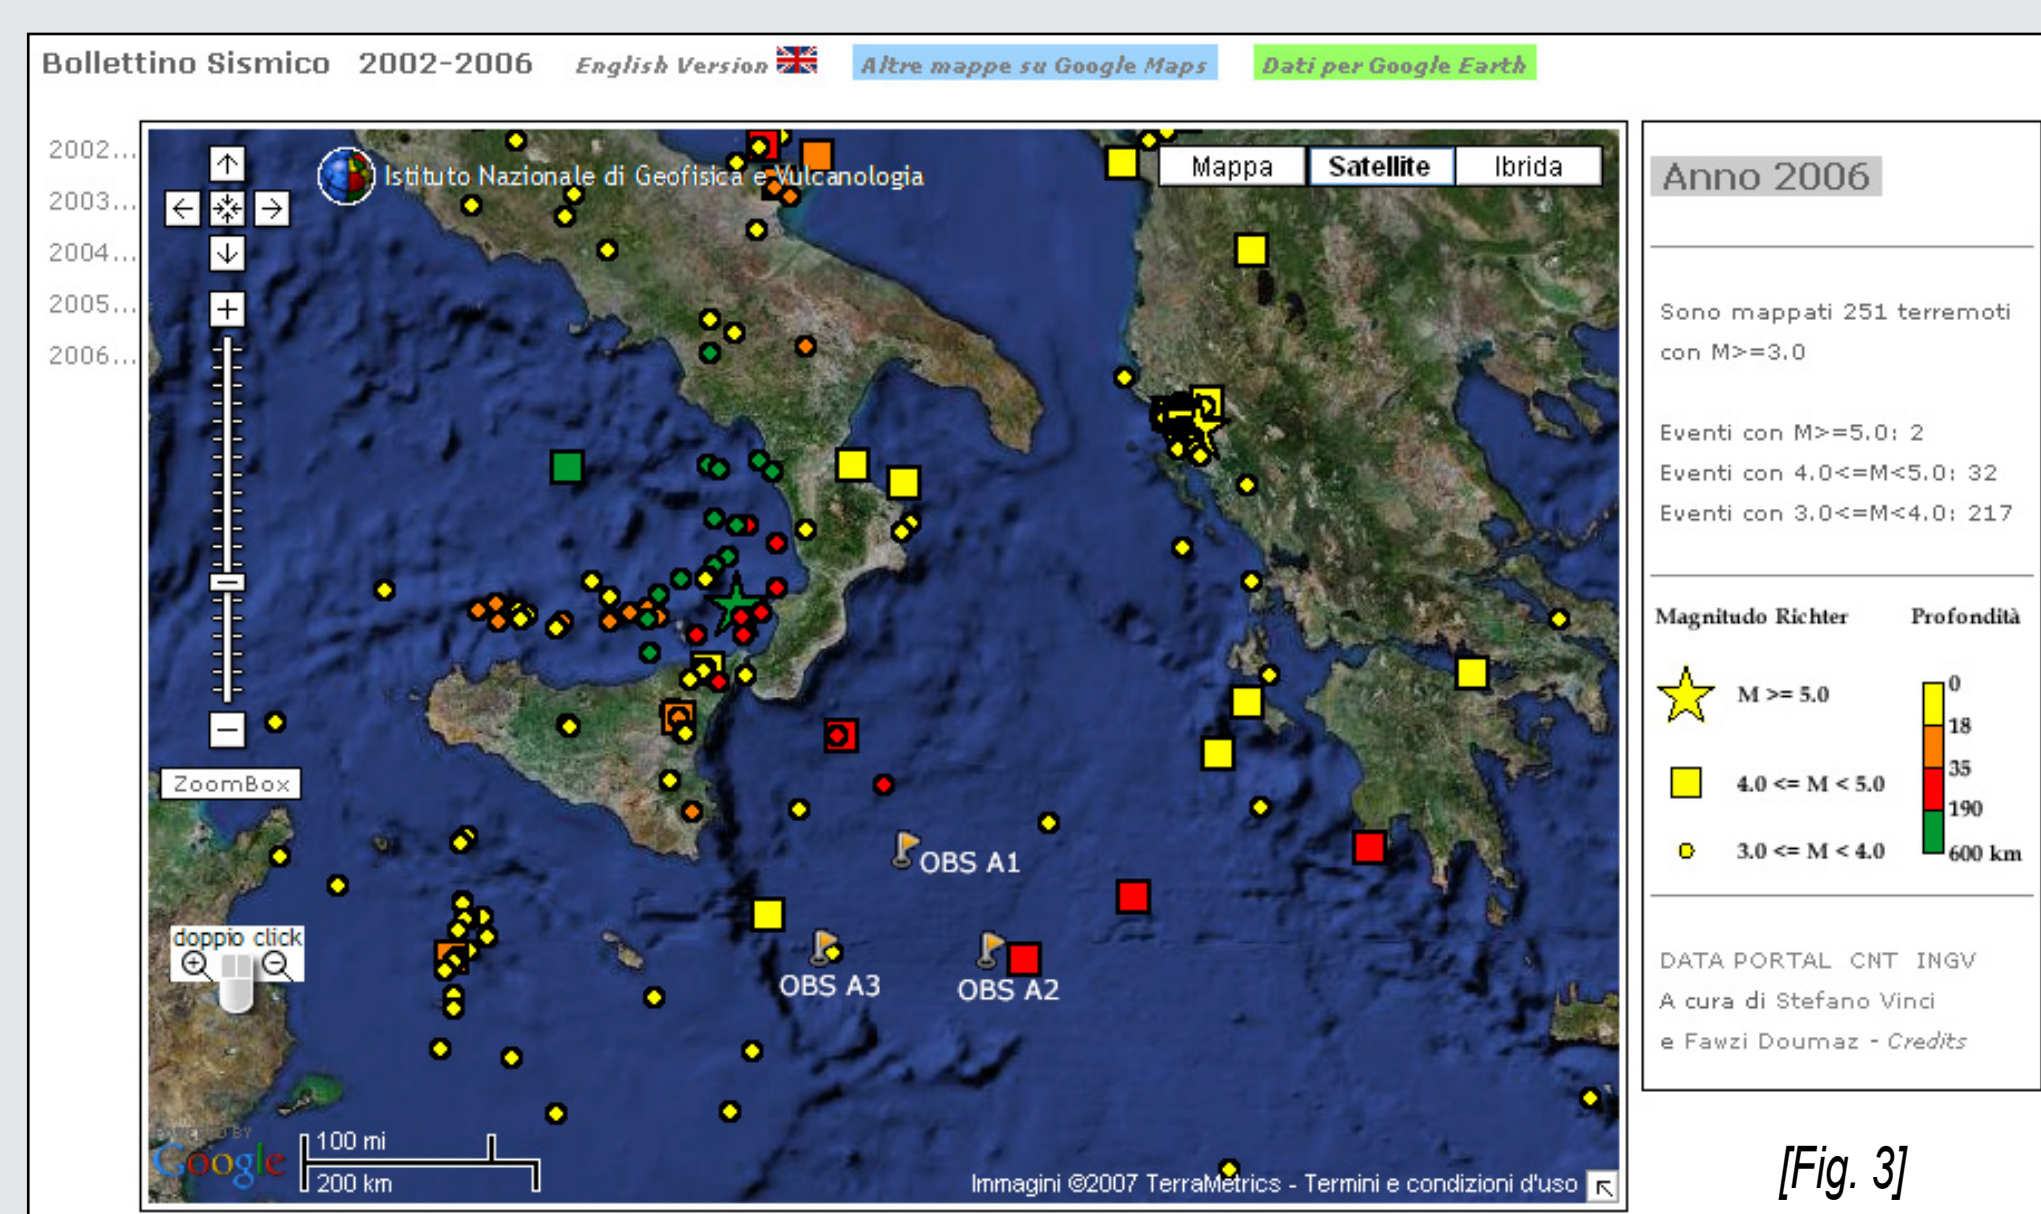 Bollettino Sismico 2002-2006 English Version Altre mappe su Google Maps Dati per Google Earth
2002...
2003...
2004...
2005...
2006...
Istituto Nazionale di Geofisica e Vulcanologia
Mappa Satellite Ibrida
ZoomBox
doppio click
OBS A1
OBS A3
OBS A2
POWERED BY
Google
100 mi
200 km
Immagini ©2007 TerraMetrics - Termini e condizioni d'uso
Anno 2006
Sono mappati 251 terremoti
con M>=3.0
Eventi con M>=5.0: 2
Eventi con 4.0<=M<5.0: 32
Eventi con 3.0<=M<4.0: 217
Magnitudo Richter Profondità
M >= 5.0
4.0 <= M < 5.0
3.0 <= M < 4.0
0
18
35
190
600 km
DATA PORTAL CNT INGV
A cura di Stefano Vinci
e Fawzi Doumaz - Credits
[Fig. 3]